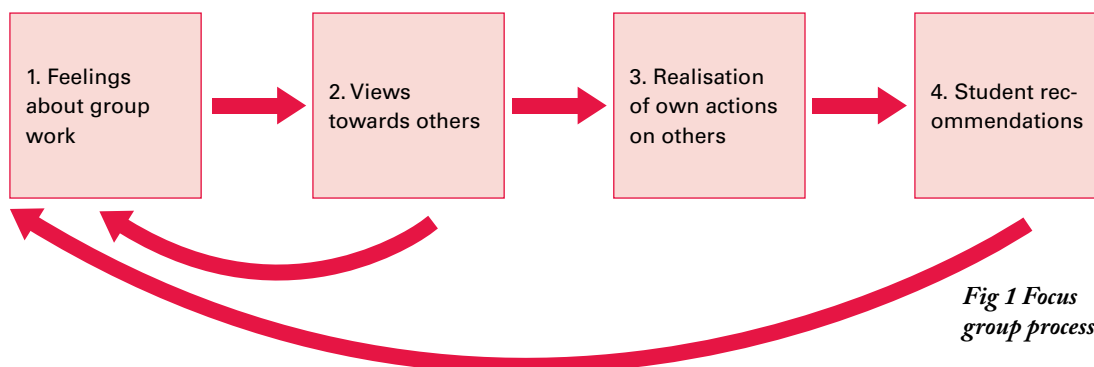 1. Feelings
about group
work
2. Views
towards others
3. Realisation
of own actions
on others
4. Student rec-
ommendations
Fig 1 Focus
group process